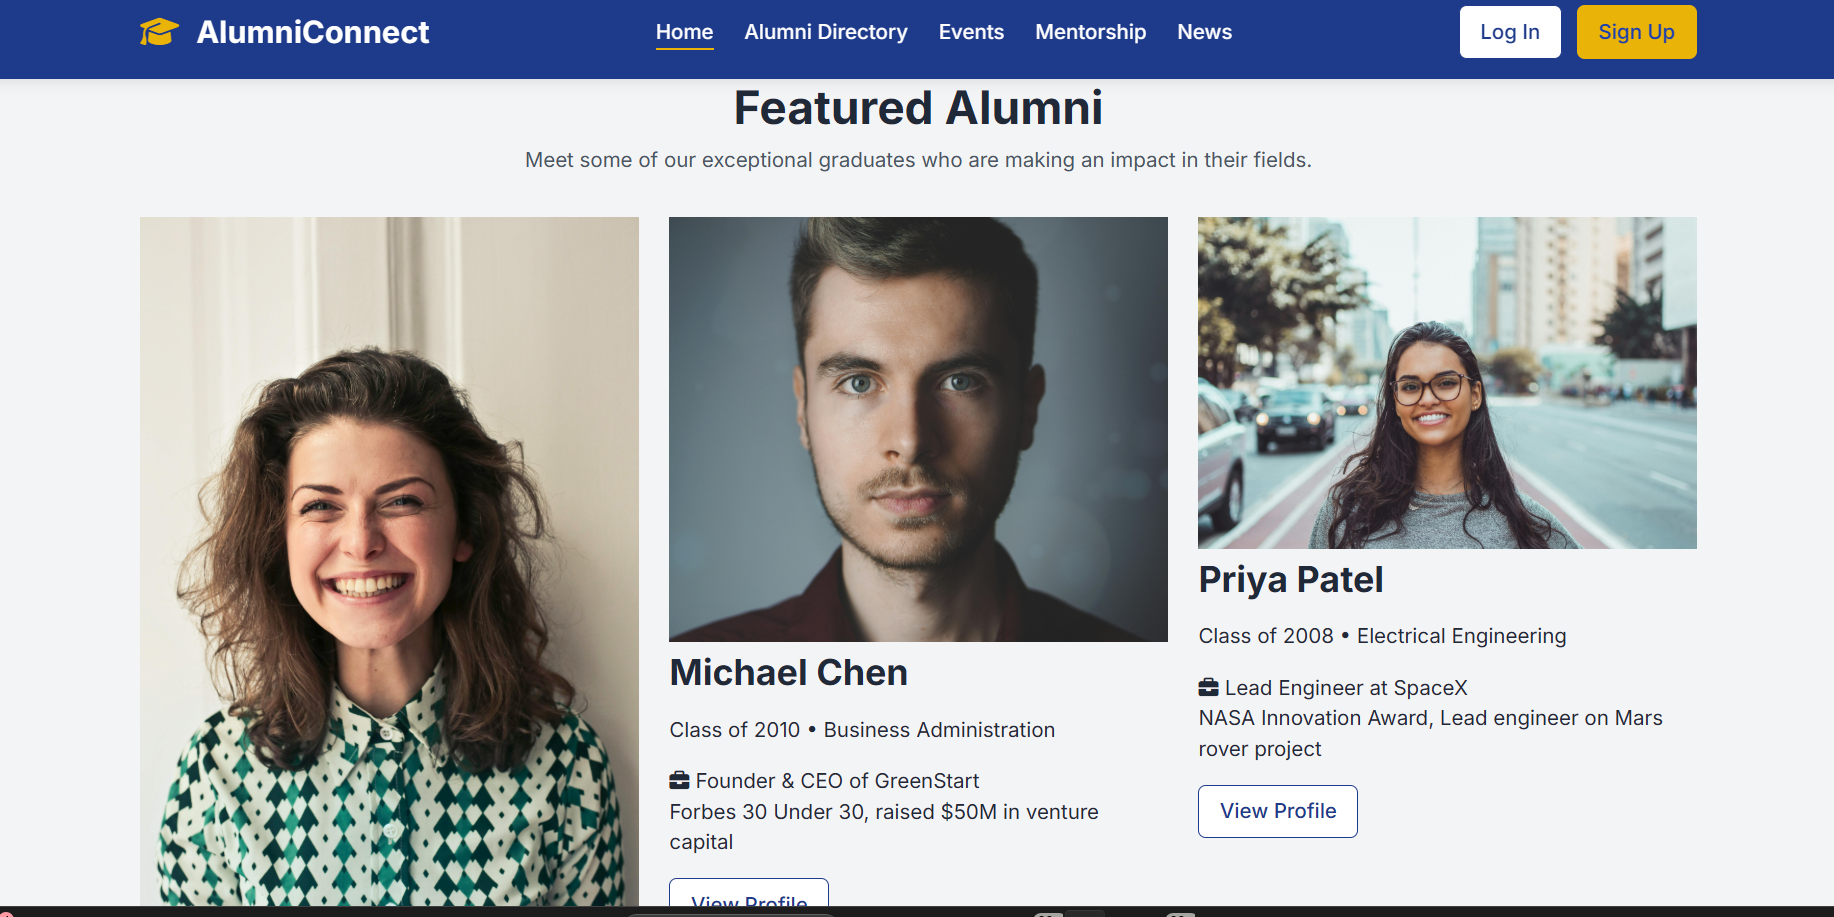 AlumniConnect
Home Alumni Directory Events Mentorship News
Log In Sign Up
Featured Alumni
Meet some of our exceptional graduates who are making an impact in their fields.
Michael Chen
Class of 2010 • Business Administration
Founder & CEO of GreenStart
Forbes 30 Under 30, raised $50M in venture
capital
View Profile
Priya Patel
Class of 2008 • Electrical Engineering
Lead Engineer at SpaceX
NASA Innovation Award, Lead engineer on Mars
rover project
View Profile